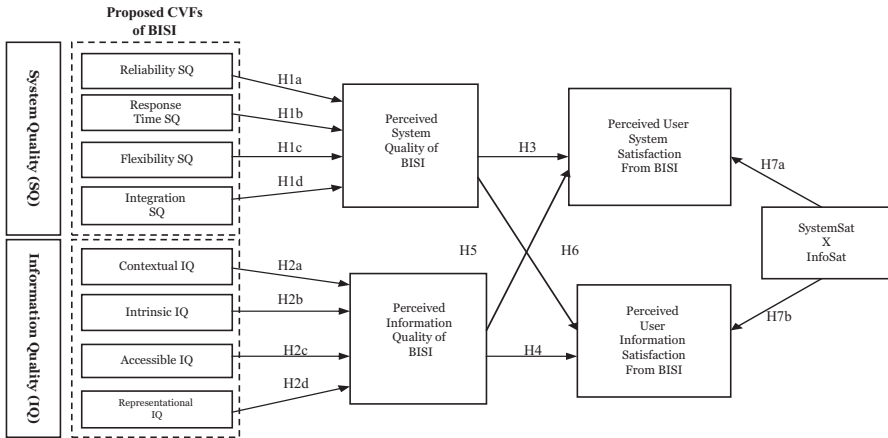 Proposed CVFs
of BISI
System Quality (SQ)
Reliability SQ
Response
Time SQ
Flexibility SQ
Integration
SQ
H1a
H1b
H1c
H1d
Perceived
System
Quality of
BISI
H3
Perceived User
System
Satisfaction
From BISI
H7a
SystemSat
X
InfoSat
H5
H6
Information Quality (IQ)
Contextual IQ
Intrinsic IQ
Accessible IQ
Representational
IQ
H2a
H2b
H2c
H2d
Perceived
Information
Quality of
BISI
H4
Perceived
User
Information
Satisfaction
From BISI
H7b